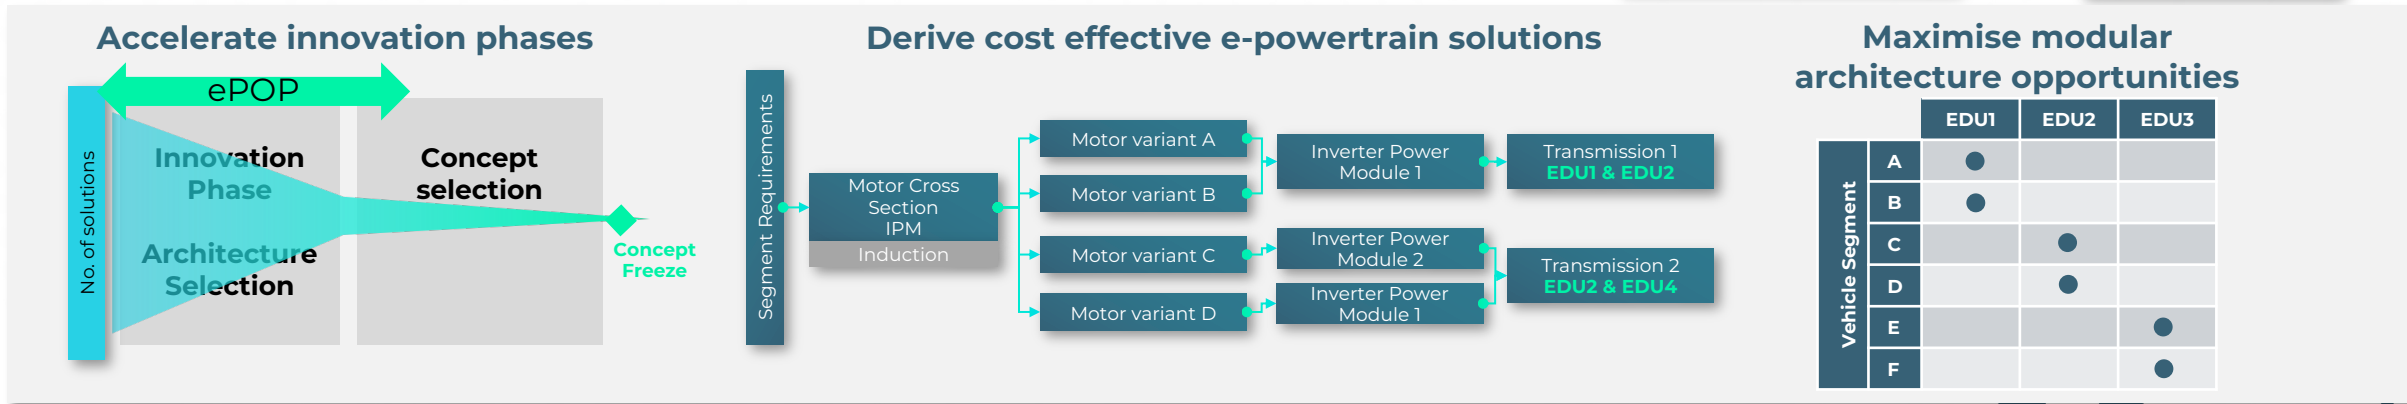 Accelerate innovation phases
ePOP
No. of solutions
Innovation
Phase
Architecture
Selection
Concept
selection
Concept
Freeze
Derive cost effective e-powertrain solutions
Segment Requirements
Motor Cross
Section
IPM
Induction
Motor variant A
Motor variant B
Motor variant C
Motor variant D
Inverter Power
Module 1
Inverter Power
Module 2
Inverter Power
Module 1
Transmission 1
EDU1 & EDU2
Transmission 2
EDU2 & EDU4
Maximise modular
architecture opportunities
EDU1 EDU2 EDU3
Vehicle Segment
A
B
C
D
E
F